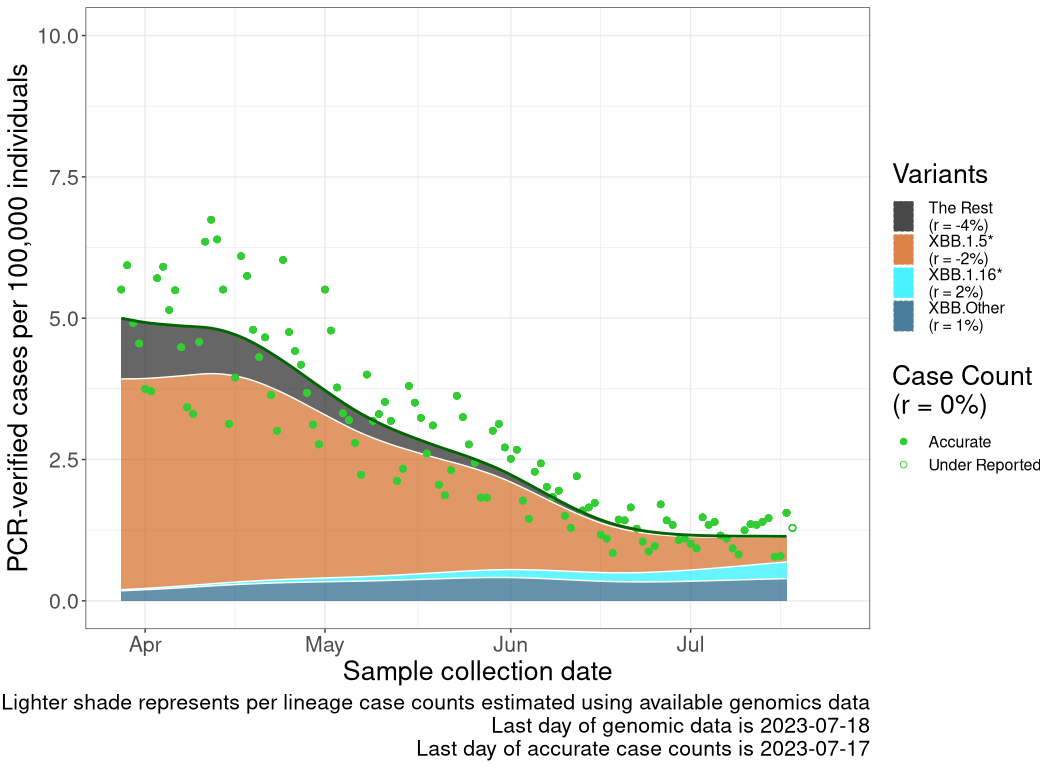 PCR-verified cases per 100,000 individuals
10.0
7.5
5.0
2.5
0.0
Apr
May
Jun
Jul
Sample collection date
Variants
The Rest
(r = -4%)
XBB.1.5*
(r = -2%)
XBB.1.16*
(r = 2%)
XBB.Other
(r = 1%)
Case Count
(r = 0%)
Accurate
Under Reported
Lighter shade represents per lineage case counts estimated using available genomics data
Last day of genomic data is 2023-07-18
Last day of accurate case counts is 2023-07-17